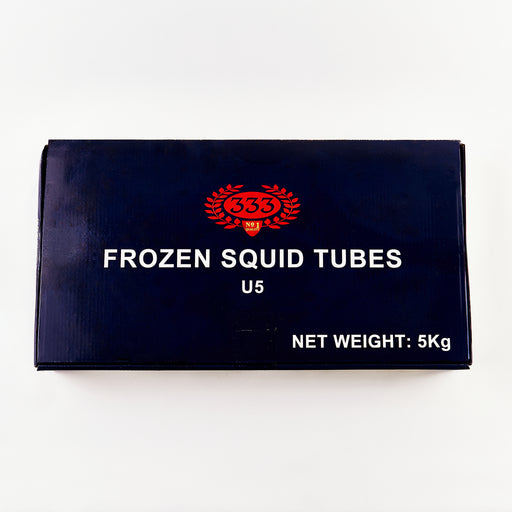 333
No 1
FROZEN SQUID TUBES
U5
NET WEIGHT: 5Kg